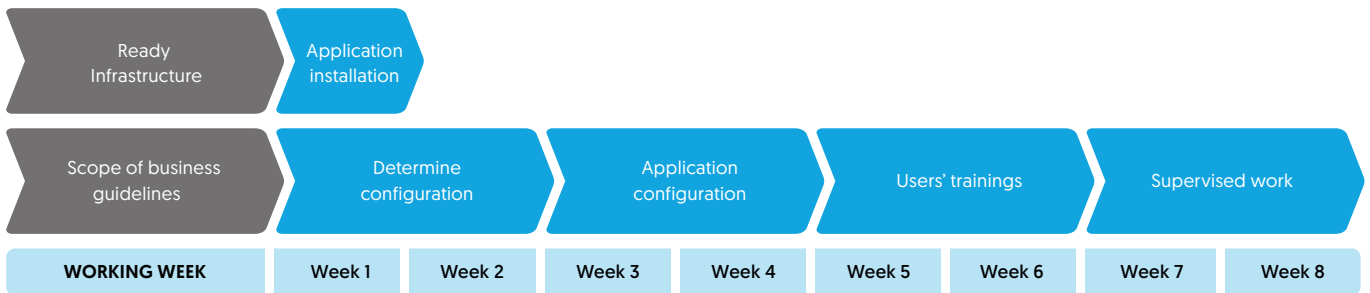 Ready
Infrastructure
Application
installation
Scope of business
guidelines
Determine
configuration
Application
configuration
Users' trainings
Supervised work
WORKING WEEK
Week 1
Week 2
Week 3
Week 4
Week 5
Week 6
Week 7
Week 8